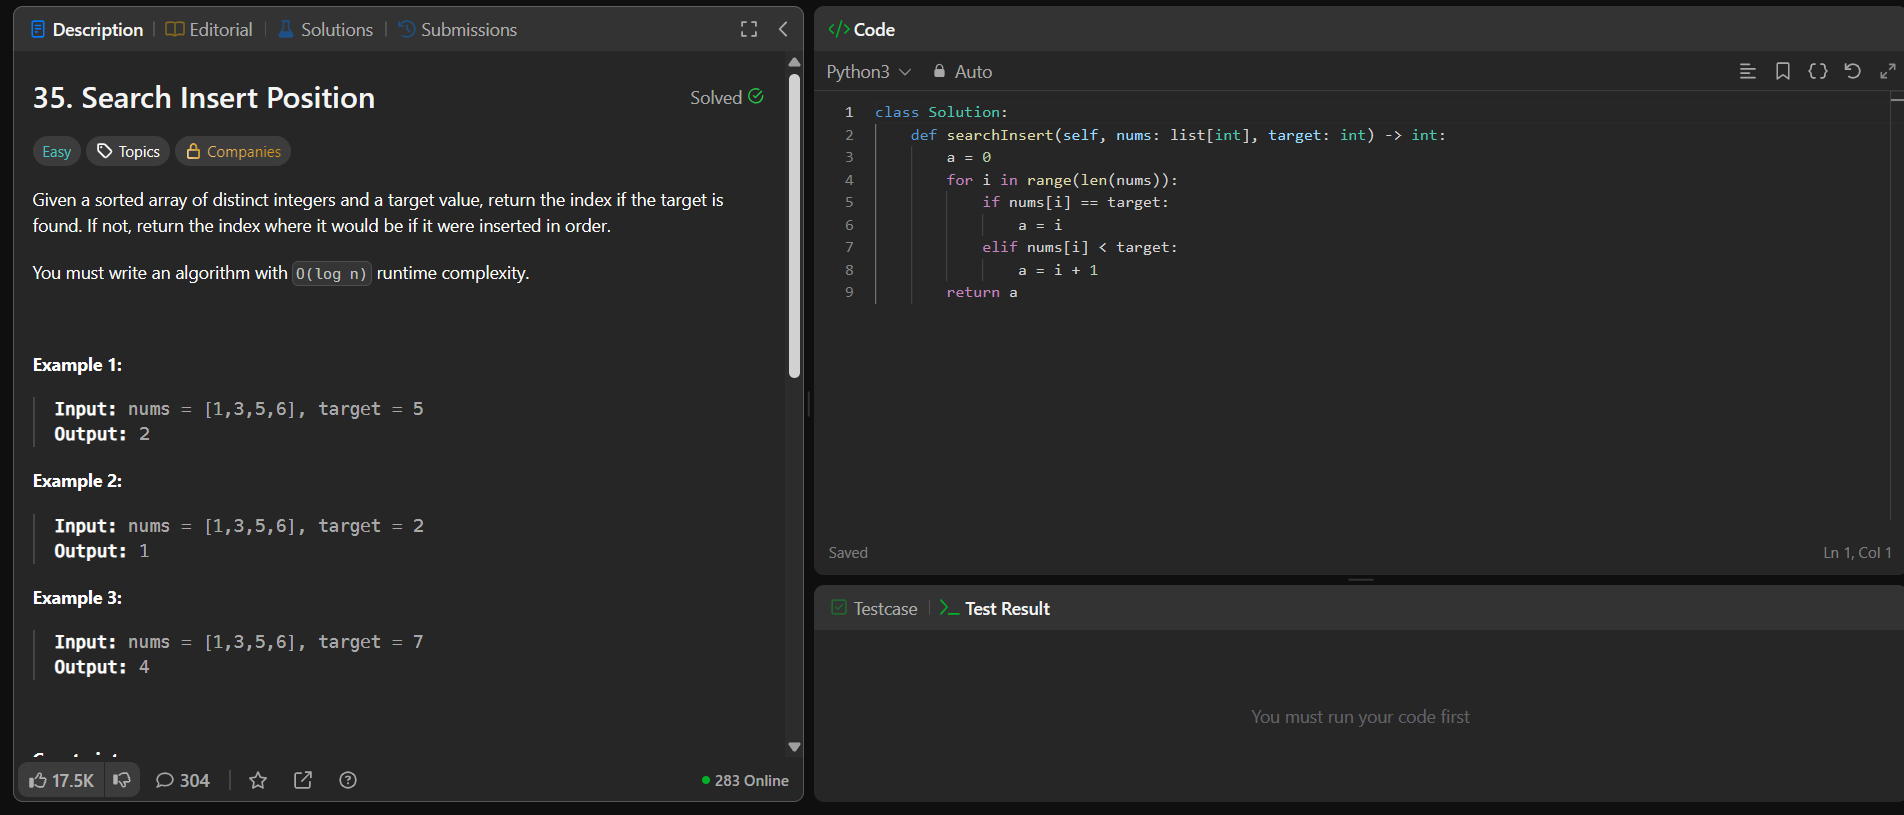 Description | Editorial | Solutions | Submissions
35. Search Insert Position
Solved
Easy Topics Companies
Given a sorted array of distinct integers and a target value, return the index if the target is
found. If not, return the index where it would be if it were inserted in order.
You must write an algorithm with O(log n) runtime complexity.
Example 1:
Input: nums = [1,3,5,6], target = 5
Output: 2
Example 2:
Input: nums = [1,3,5,6], target = 2
Output: 1
Example 3:
Input: nums = [1,3,5,6], target = 7
Output: 4
17.5K 304 283 Online
</> Code
Python3 Auto
1 class Solution:
2     def searchInsert(self, nums: list[int], target: int) -> int:
3         a = 0
4         for i in range(len(nums)):
5             if nums[i] == target:
6                 a = i
7             elif nums[i] < target:
8                 a = i + 1
9         return a
Saved Ln 1, Col 1
Testcase | >_ Test Result
You must run your code first